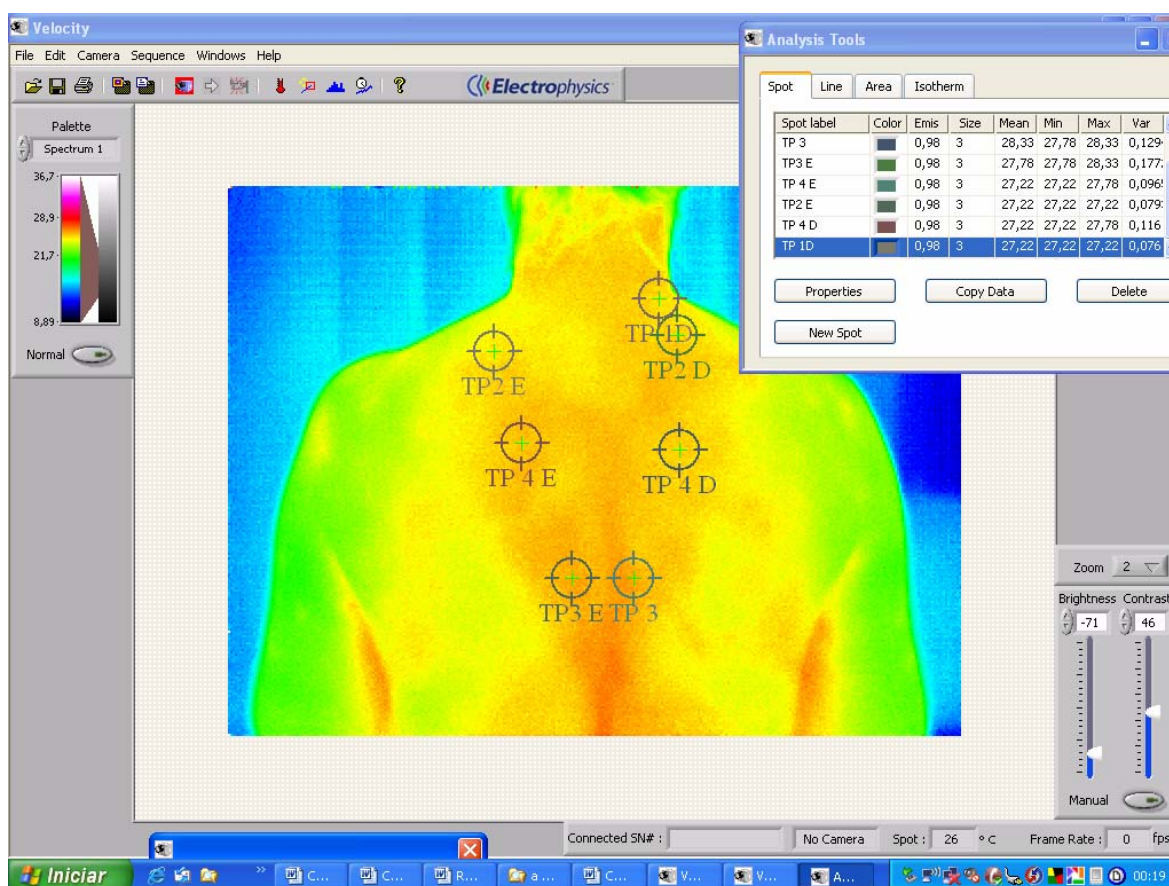 Velocity
File Edit Camera Sequence Windows Help
Electrophysics
Palette
Spectrum 1
36,7
28,9
21,7
8,89
Normal
Analysis Tools
Spot Line Area Isotherm
Spot label Color Emis Size Mean Min Max Var
TP 3 0,98 3 28,33 27,78 28,33 0,129
TP3 E 0,98 3 27,78 27,78 28,33 0,177
TP 4 E 0,98 3 27,22 27,22 27,78 0,096
TP2 E 0,98 3 27,22 27,22 27,22 0,079
TP 4 D 0,98 3 27,22 27,22 27,78 0,116
TP 1D 0,98 3 27,22 27,22 27,22 0,076
Properties Copy Data Delete
New Spot
TP 1D
TP2 D
TP2 E
TP 4 E
TP 4 D
TP3 E TP 3
Zoom 2
Brightness Contrast
-71 46
Manual
Connected SN# : No Camera Spot : 26 ° C Frame Rate : 0 fps
Iniciar » C... C... R... a ... C... V... V... A... 00:19